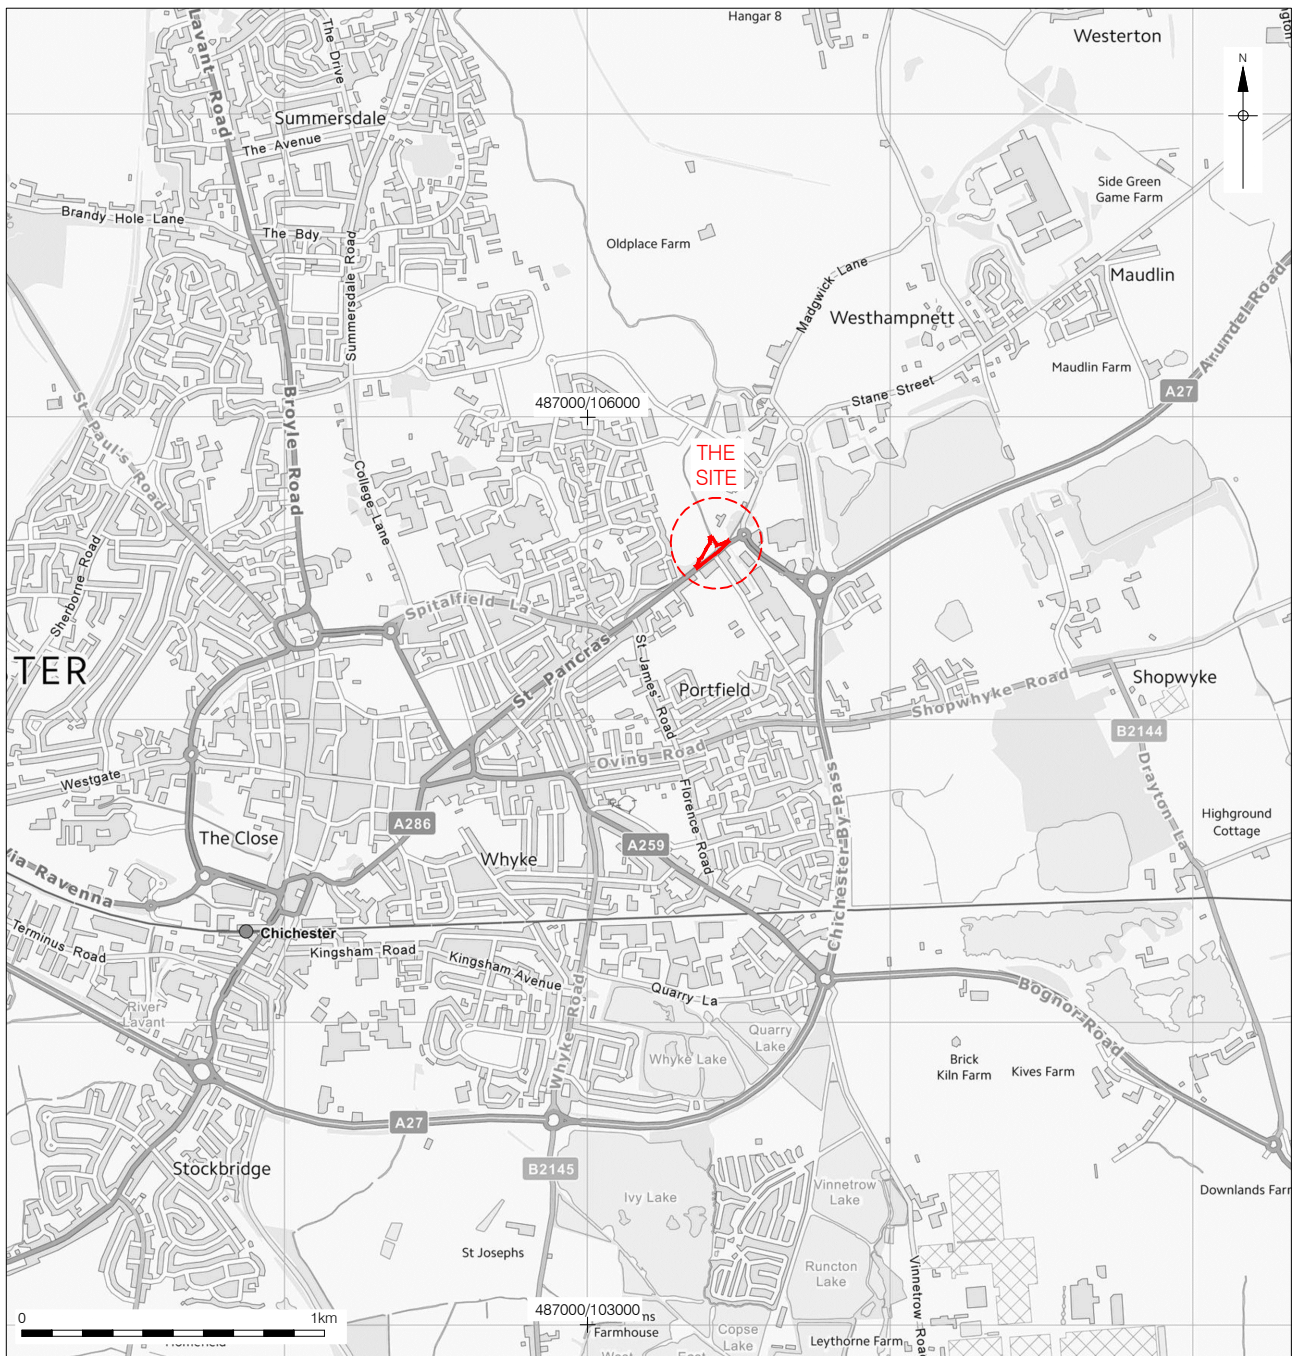 Hangar 8
Westerton
Lavant Road
The Drive
N
Summersdale
The Avenue
Side Green
Game Farm
Brandy Hole Lane
The Bdy
Summersdale Road
Oldplace Farm
Madgwick Lane
Maudlin
Westhampnett
Arundel Road
Maudlin Farm
Stane Street
A27
St Paul's Road
Broyle Road
487000/106000
THE
SITE
College Lane
Sherborne Road
Spitalfield La
St Pancras
St James' Road
TER
Portfield
Shopwyke
Shopwhyke Road
B2144
Oving Road
Westgate
Drayton La
Chichester By-Pass
Florence Road
The Close
A286
Highground
Cottage
Whyke
A259
Via Ravenna
Terminus Road
Chichester
Kingsham Road
Kingsham Avenue
Quarry La
Whyke Road
Bognor Road
River
Lavant
Quarry
Lake
Whyke Lake
Brick
Kiln Farm
Kives Farm
A27
Stockbridge
B2145
Ivy Lake
Vinnetrow
Lake
Downlands Farm
St Josephs
Runcton
Lake
Vinnetrow Road
0
1km
487000/103000
ms
Farmhouse
Copse
Lake
Leythorne Farm
West
East